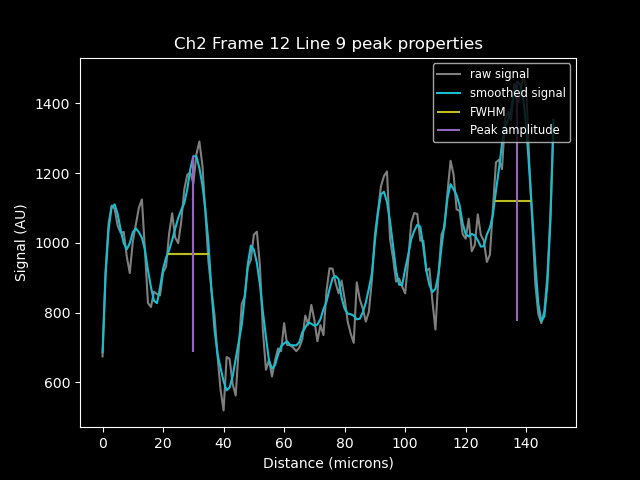 Ch2 Frame 12 Line 9 peak properties
raw signal
smoothed signal
FWHM
Peak amplitude
Signal (AU)
1400
1200
1000
800
600
0 20 40 60 80 100 120 140
Distance (microns)